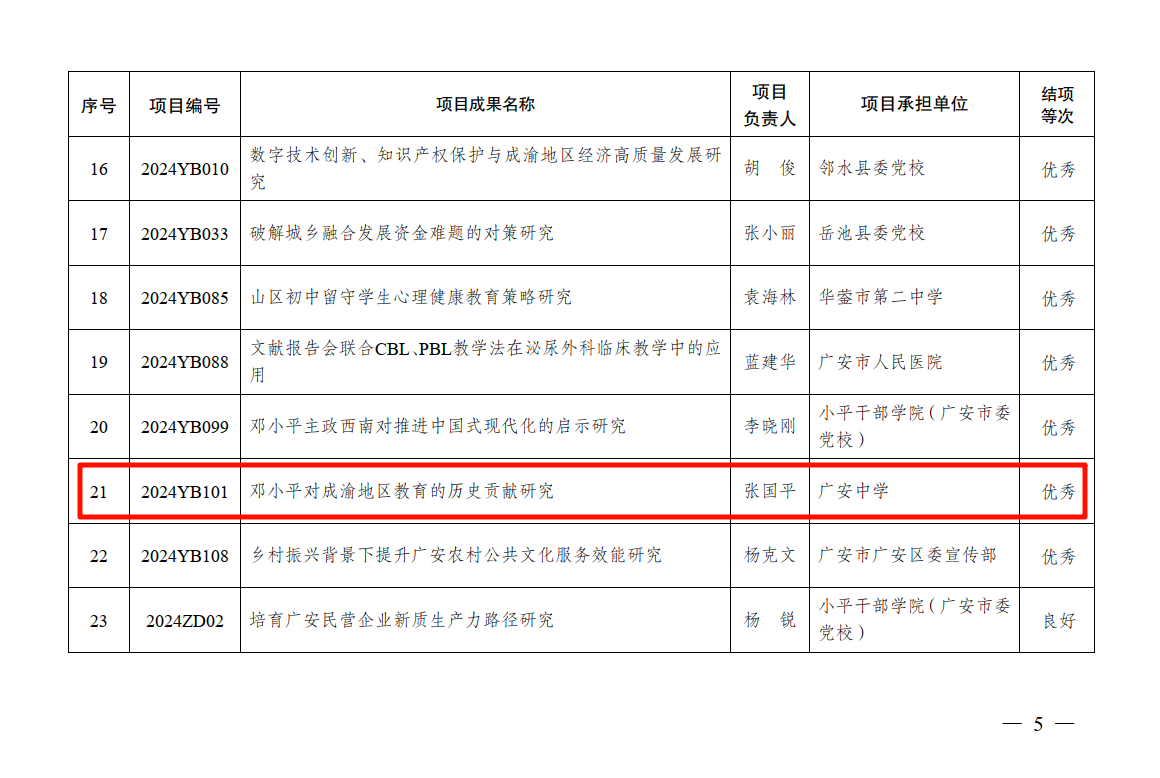 序号 项目编号 项目成果名称 项目负责人 项目承担单位 结项等次
16 2024YB010 数字技术创新、知识产权保护与成渝地区经济高质量发展研究 胡 俊 邻水县委党校 优秀
17 2024YB033 破解城乡融合发展资金难题的对策研究 张小丽 岳池县委党校 优秀
18 2024YB085 山区初中留守学生心理健康教育策略研究 袁海林 华蓥市第二中学 优秀
19 2024YB088 文献报告会联合CBL、PBL教学法在泌尿外科临床教学中的应用 蓝建华 广安市人民医院 优秀
20 2024YB099 邓小平主政西南对推进中国式现代化的启示研究 李晓刚 小平干部学院（广安市委党校） 优秀
21 2024YB101 邓小平对成渝地区教育的历史贡献研究 张国平 广安中学 优秀
22 2024YB108 乡村振兴背景下提升广安农村公共文化服务效能研究 杨克文 广安市广安区委宣传部 优秀
23 2024ZD02 培育广安民营企业新质生产力路径研究 杨 锐 小平干部学院（广安市委党校） 良好
— 5 —